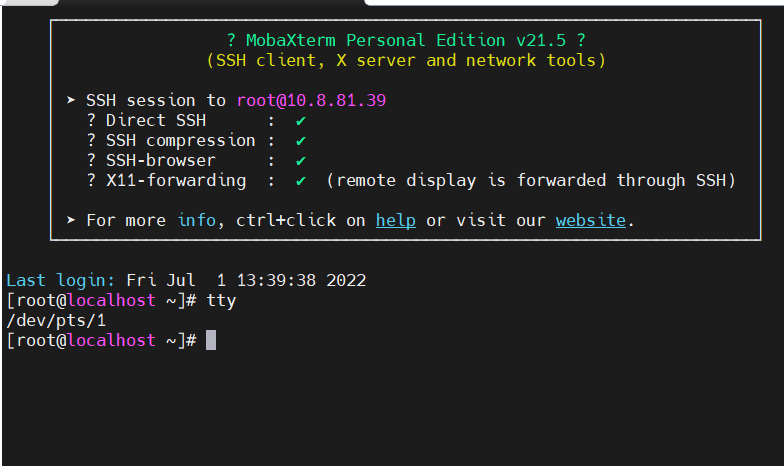 ? MobaXterm Personal Edition v21.5 ?
(SSH client, X server and network tools)
➤ SSH session to root@10.8.81.39
? Direct SSH      :  ✔
? SSH compression :  ✔
? SSH-browser     :  ✔
? X11-forwarding  :  ✔  (remote display is forwarded through SSH)
➤ For more info, ctrl+click on help or visit our website.
Last login: Fri Jul  1 13:39:38 2022
[root@localhost ~]# tty
/dev/pts/1
[root@localhost ~]#